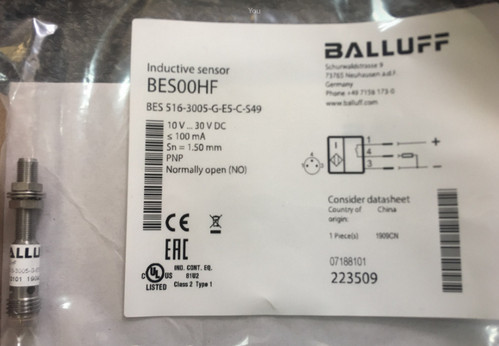 You
BALLUFF
Schurwaldstrasse 9
73765 Neuhausen a.d.F.
Germany
Phone +49 7158 173-0
www.balluff.com
Inductive sensor
BES00HF
BES 516-3005-G-E5-C-S49
10 V... 30 V DC
≤ 100 mA
Sn = 1.50 mm
PNP
Normally open (NO)
1
4
3
+
−
Consider datasheet
Country of origin: China
1 Piece(s) 1909CN
07188101
223509
CE
EAC
C UL US
LISTED
IND. CONT. EQ.
81U2
Class 2 Type 1
BALLUFF